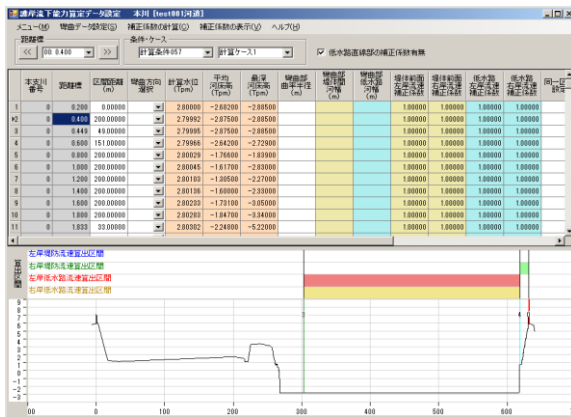 護岸流下能力算定データ設定 本川 [test001河道]
メニュー(M) 彎曲データ設定(S) 補正係数の計算(C) 補正係数の表示(V) ヘルプ(H)
距離標 条件・ケース
<< 00: 0.400 >> 計算条件057 計算ケース1 低水路直線部の補正係数有無
本支川番号 距離標 区間距離(m) 彎曲方向選択 計算水位(Tpm) 平均河床高(Tpm) 最深河床高(Tpm) 彎曲部曲率半径(m) 彎曲部堤防間河幅(m) 彎曲部低水路河幅(m) 堤体前面左岸流速補正係数 堤体前面右岸流速補正係数 低水路左岸流速補正係数 低水路右岸流速補正係数 同一区設定
1 0 0.200 0.00000 2.80000 -2.68200 -2.88500 1.00000 1.00000 1.00000 1.00000
2 0 0.400 200.00000 2.79992 -2.87500 -2.88500 1.00000 1.00000 1.00000 1.00000
3 0 0.449 49.00000 2.79995 -2.87500 -2.88500 1.00000 1.00000 1.00000 1.00000
4 0 0.600 151.00000 2.79966 -2.64200 -2.72900 1.00000 1.00000 1.00000 1.00000
5 0 0.800 200.00000 2.80029 -1.76600 -1.83900 1.00000 1.00000 1.00000 1.00000
6 0 1.000 200.00000 2.80045 -1.61700 -2.83000 1.00000 1.00000 1.00000 1.00000
7 0 1.200 200.00000 2.80103 -1.30500 -2.27000 1.00000 1.00000 1.00000 1.00000
8 0 1.400 200.00000 2.80136 -1.60000 -2.33000 1.00000 1.00000 1.00000 1.00000
9 0 1.600 200.00000 2.80233 -1.73100 -3.05000 1.00000 1.00000 1.00000 1.00000
10 0 1.800 200.00000 2.80283 -1.84700 -3.34000 1.00000 1.00000 1.00000 1.00000
11 0 1.833 33.00000 2.80302 -2.24800 -5.22000 1.00000 1.00000 1.00000 1.00000
算出区間
左岸堤防流速算出区間
右岸堤防流速算出区間
左岸低水路流速算出区間
右岸低水路流速算出区間
9
8
7
6
5
4
3
2
1
0
-1
-2
-3
0 100 200 300 400 500 600